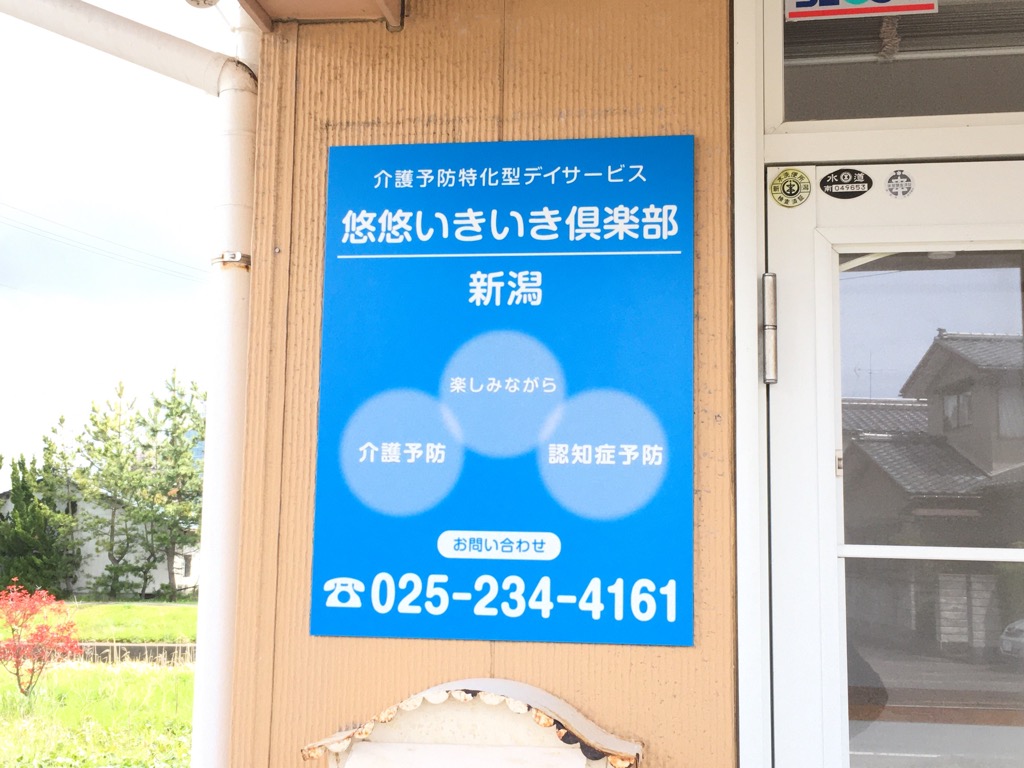 介護予防特化型デイサービス
悠悠いきいき倶楽部
新潟
楽しみながら
介護予防
認知症予防
お問い合わせ
☎025-234-4161
水道
049653